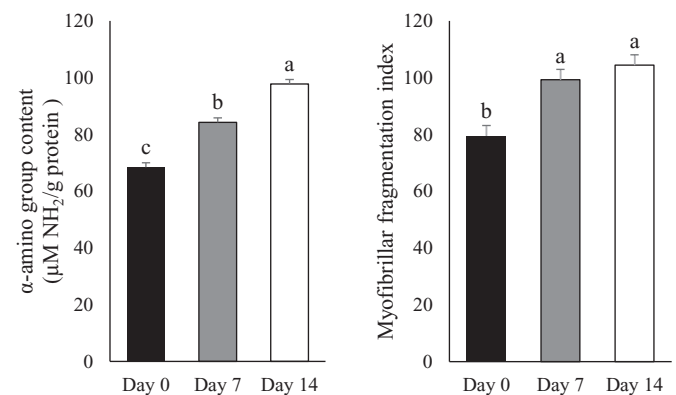 α-amino group content
(μM NH₂/g protein )
120
100
80
60
40
20
0
c
b
a
Day 0 Day 7 Day 14
Myofibrillar fragmentation index
120
100
80
60
40
20
0
b
a
a
Day 0 Day 7 Day 14